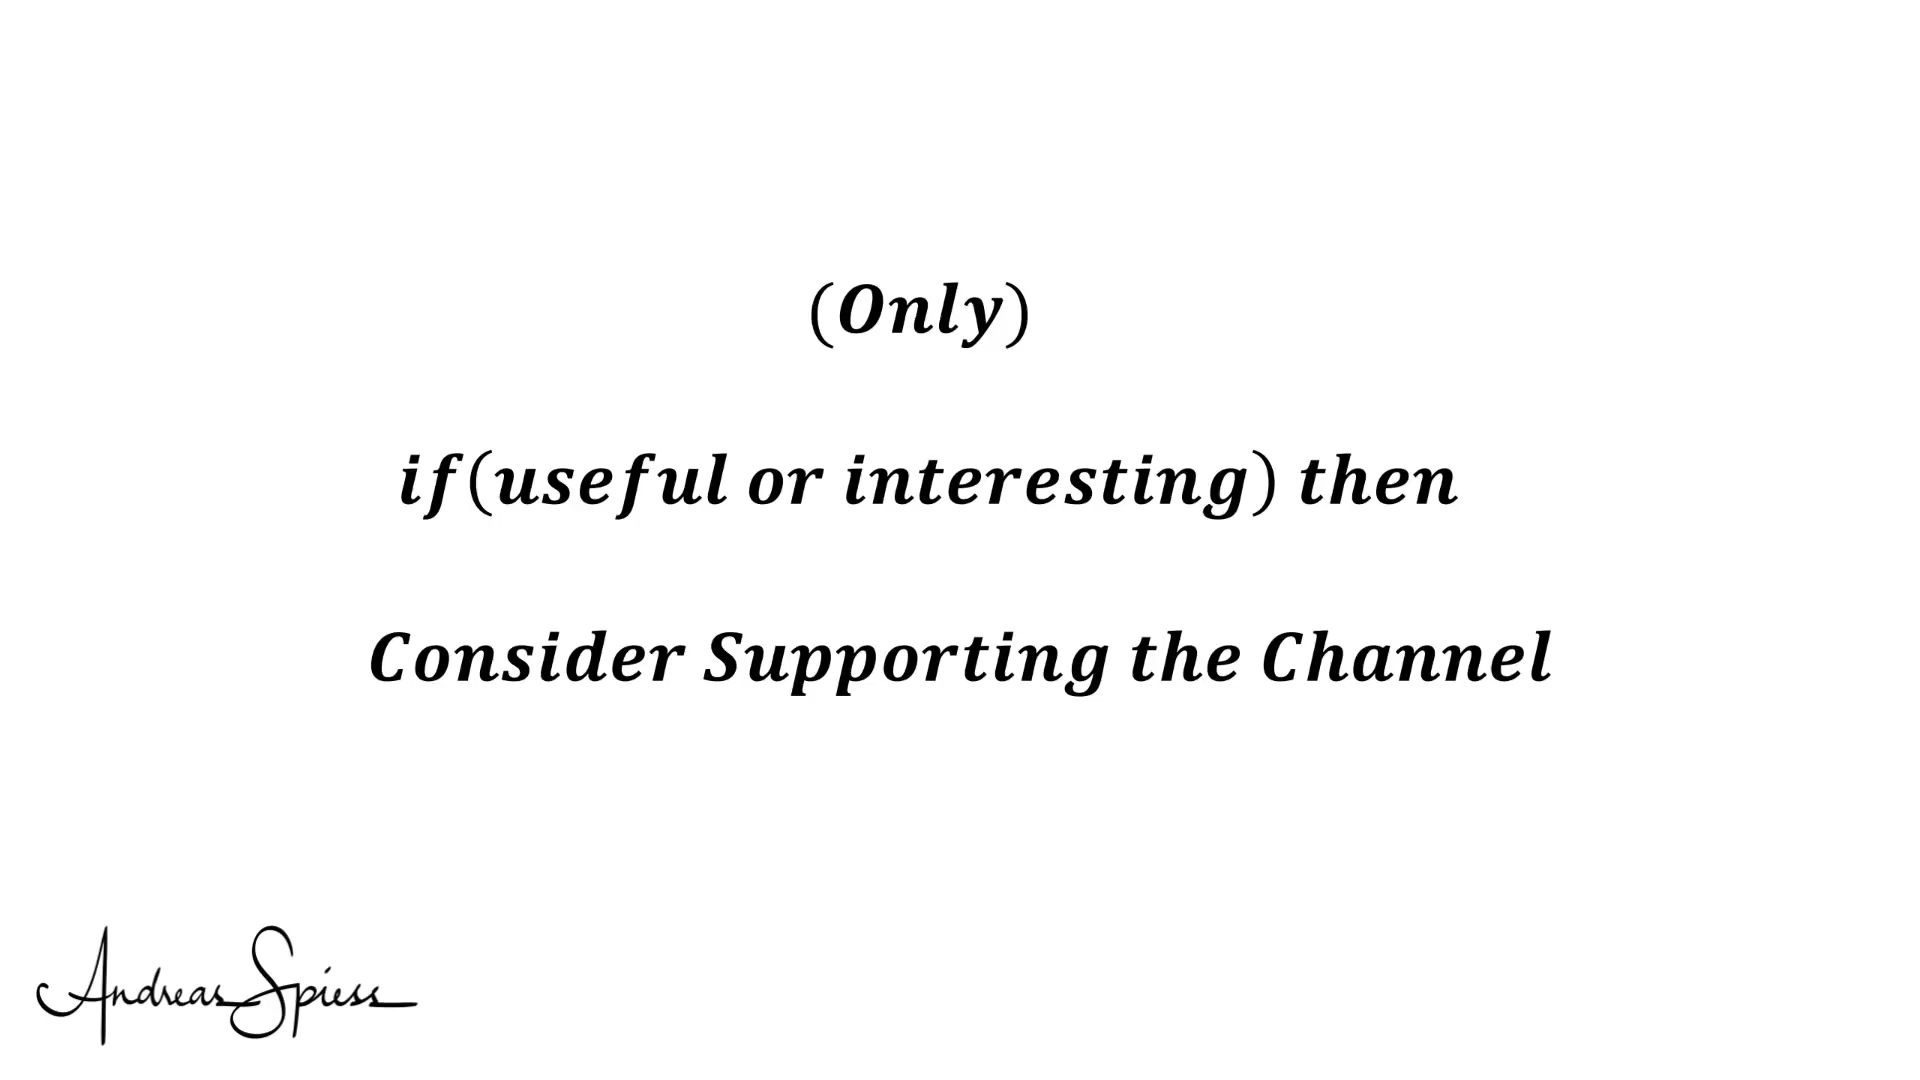 (Only)
if(useful or interesting) then
Consider Supporting the Channel
Andreas Spiess